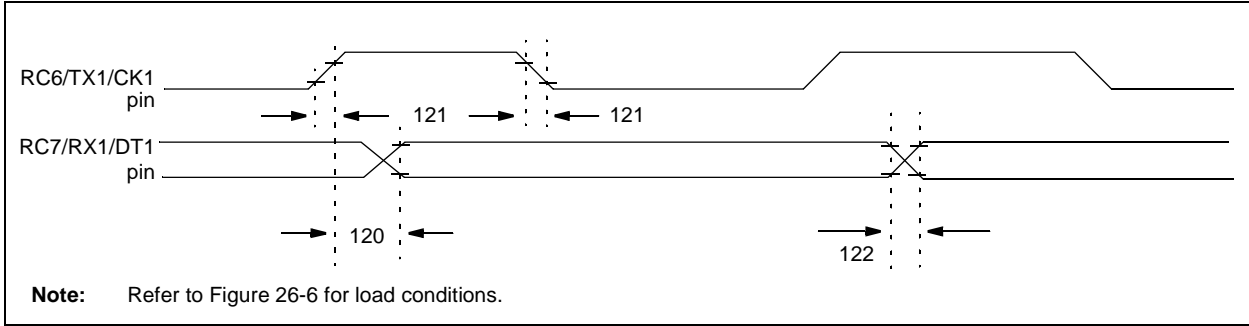 RC6/TX1/CK1
pin
121
121
RC7/RX1/DT1
pin
120
122
Note: Refer to Figure 26-6 for load conditions.